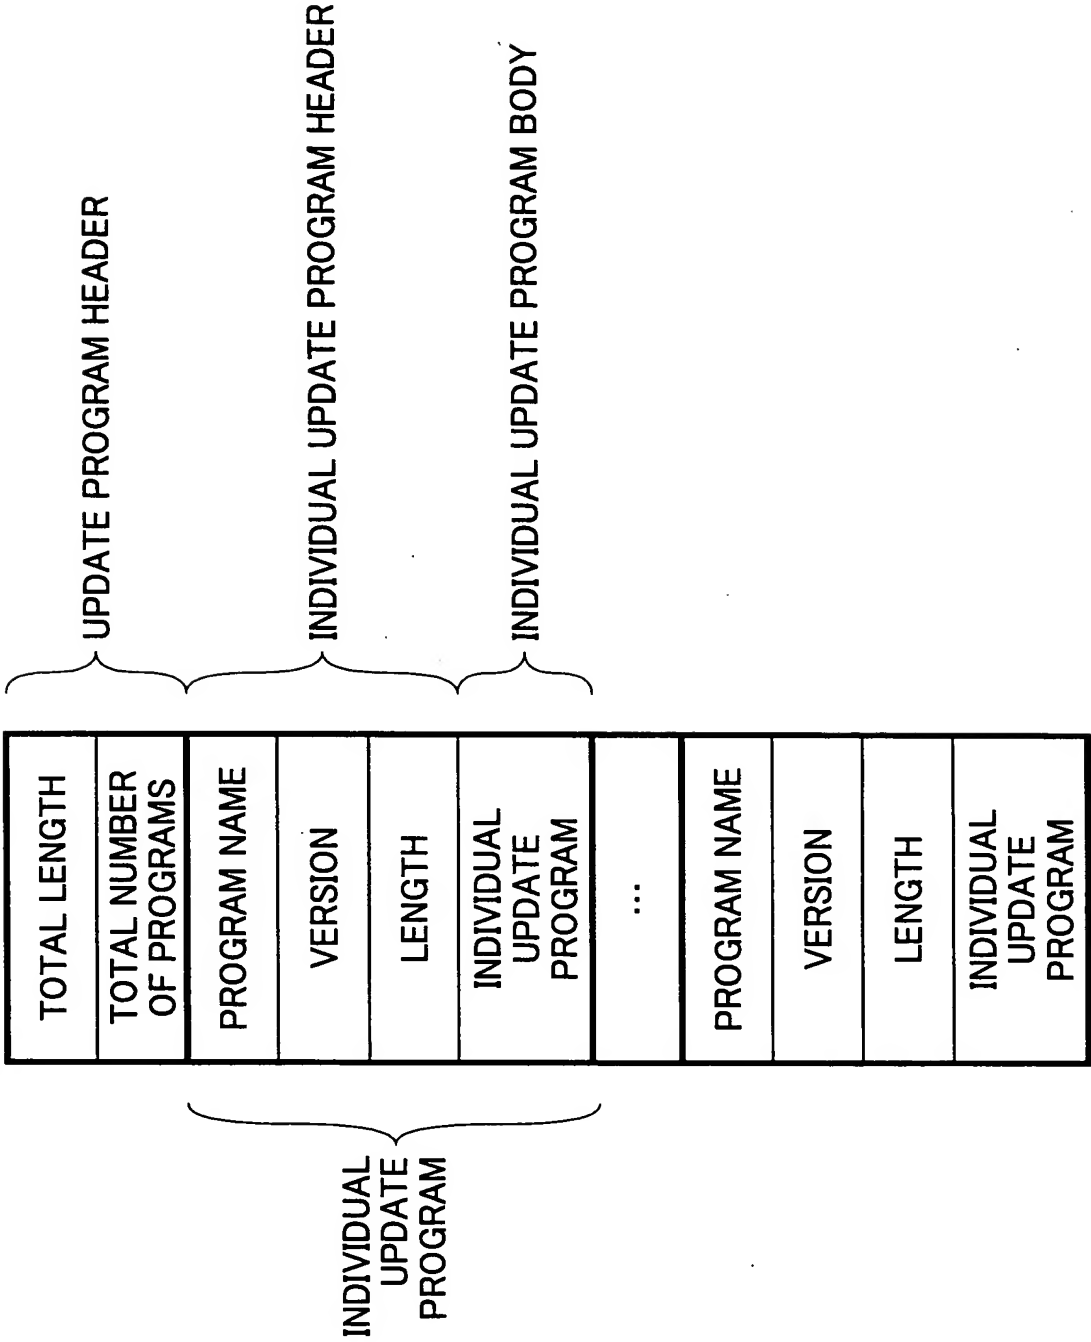 TOTAL LENGTH
TOTAL NUMBER
OF PROGRAMS
UPDATE PROGRAM HEADER
INDIVIDUAL
UPDATE
PROGRAM
PROGRAM NAME
VERSION
LENGTH
INDIVIDUAL UPDATE PROGRAM HEADER
INDIVIDUAL
UPDATE
PROGRAM
INDIVIDUAL UPDATE PROGRAM BODY
...
PROGRAM NAME
VERSION
LENGTH
INDIVIDUAL
UPDATE
PROGRAM